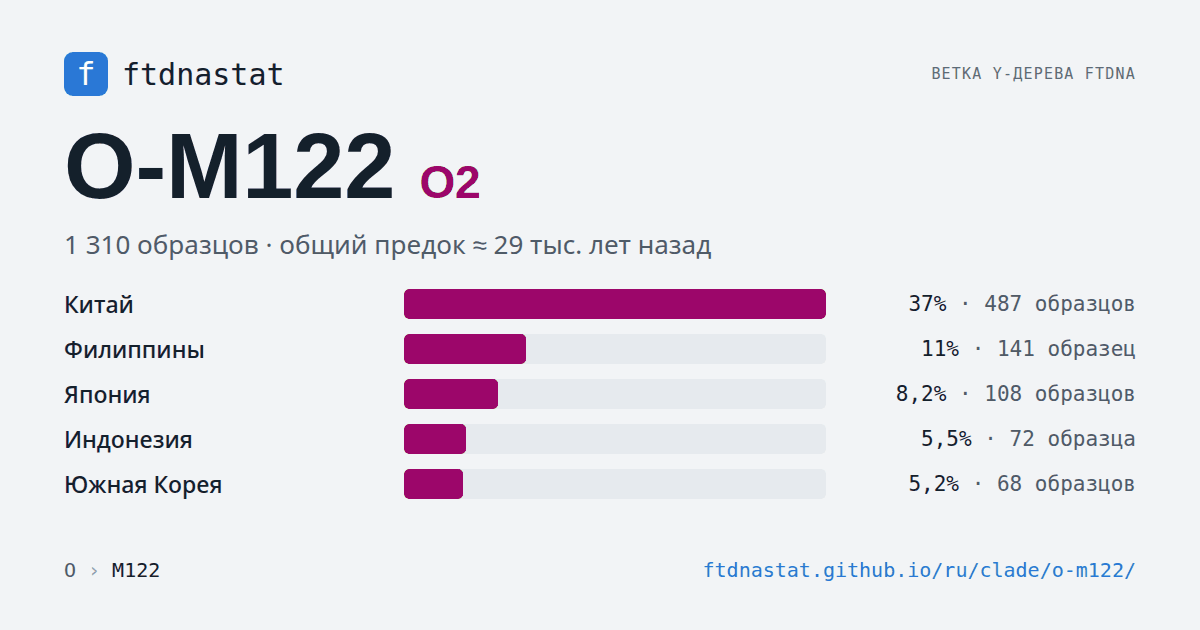 f ftdnastat
ВЕТКА Y-ДЕРЕВА FTDNA
O-M122 O2
1 310 образцов · общий предок ≈ 29 тыс. лет назад
Китай 37% · 487 образцов
Филиппины 11% · 141 образец
Япония 8,2% · 108 образцов
Индонезия 5,5% · 72 образца
Южная Корея 5,2% · 68 образцов
O › M122
ftdnastat.github.io/ru/clade/o-m122/